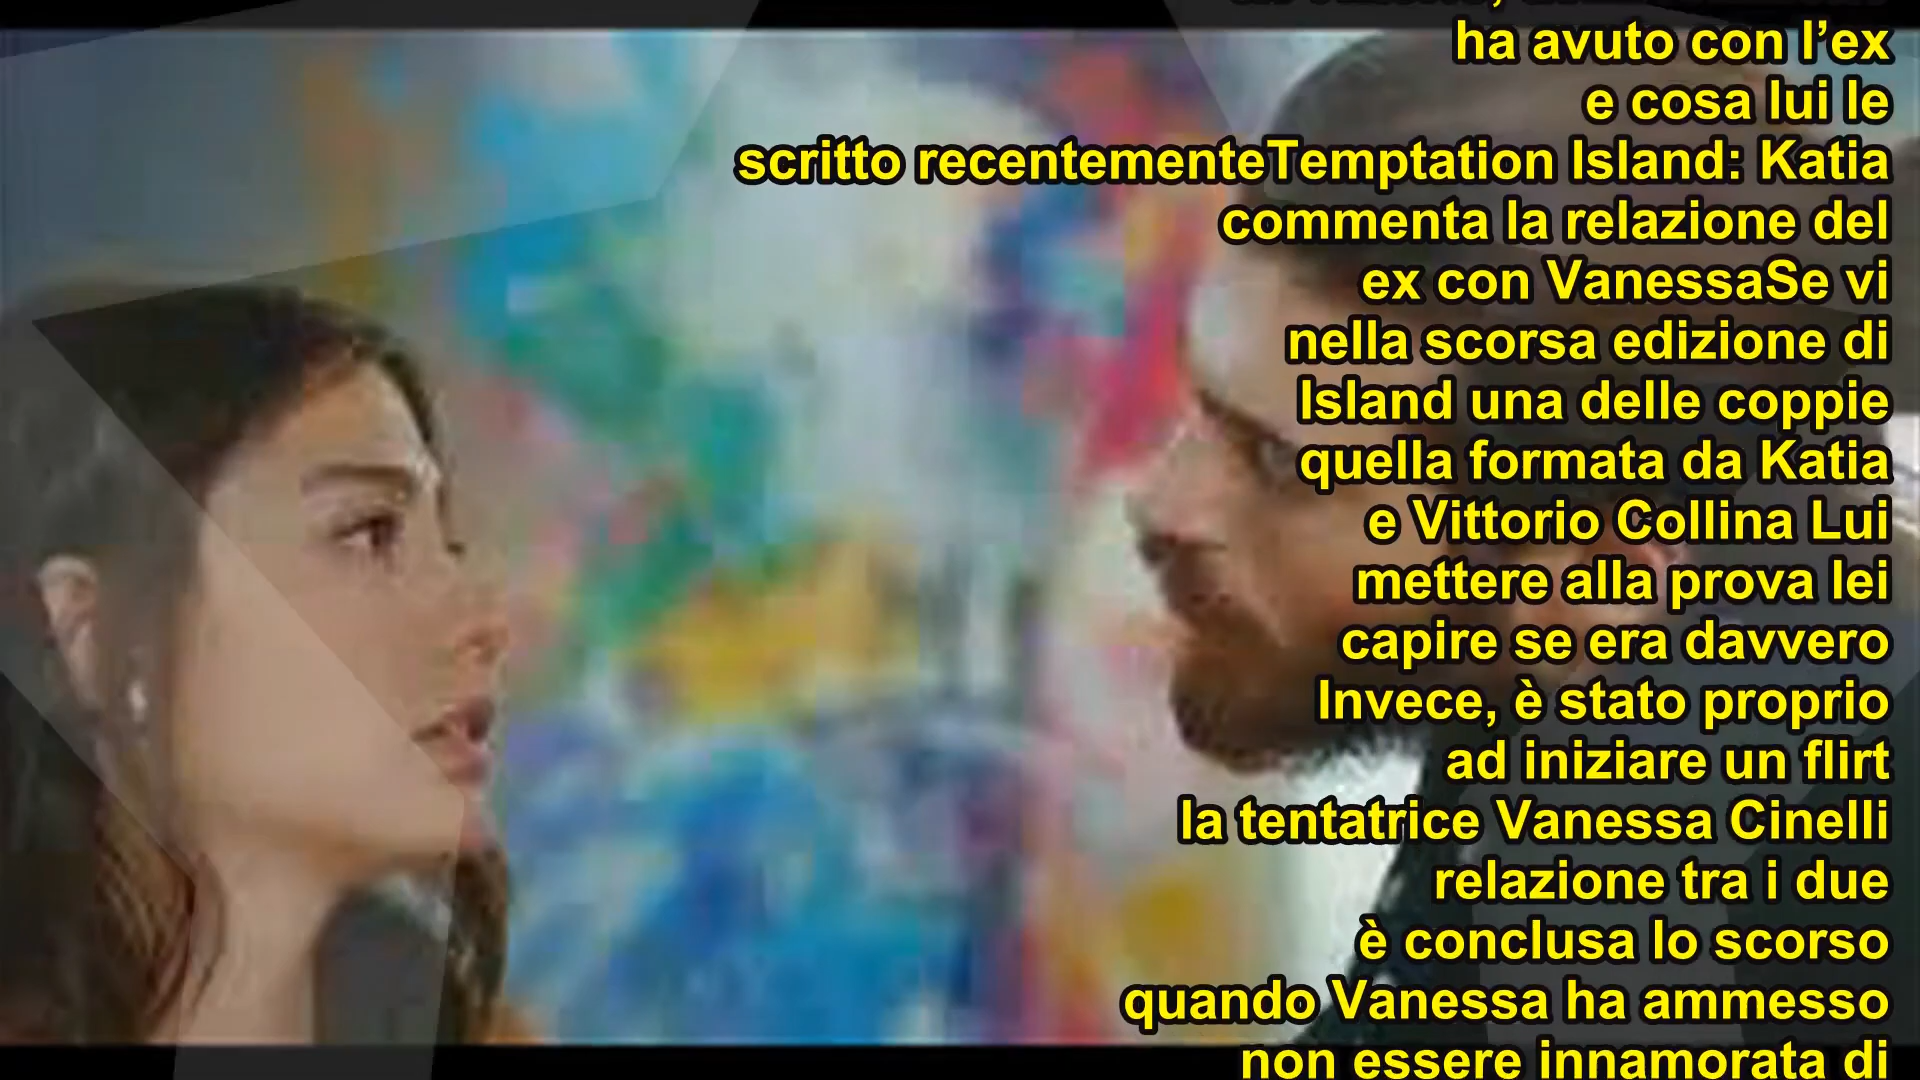 ha avuto con l’ex
e cosa lui le
scritto recentementeTemptation Island: Katia
commenta la relazione del
ex con VanessaSe vi
nella scorsa edizione di
Island una delle coppie
quella formata da Katia
e Vittorio Collina Lui
mettere alla prova lei
capire se era davvero
Invece, è stato proprio
ad iniziare un flirt
la tentatrice Vanessa Cinelli
relazione tra i due
è conclusa lo scorso
quando Vanessa ha ammesso
non essere innamorata di